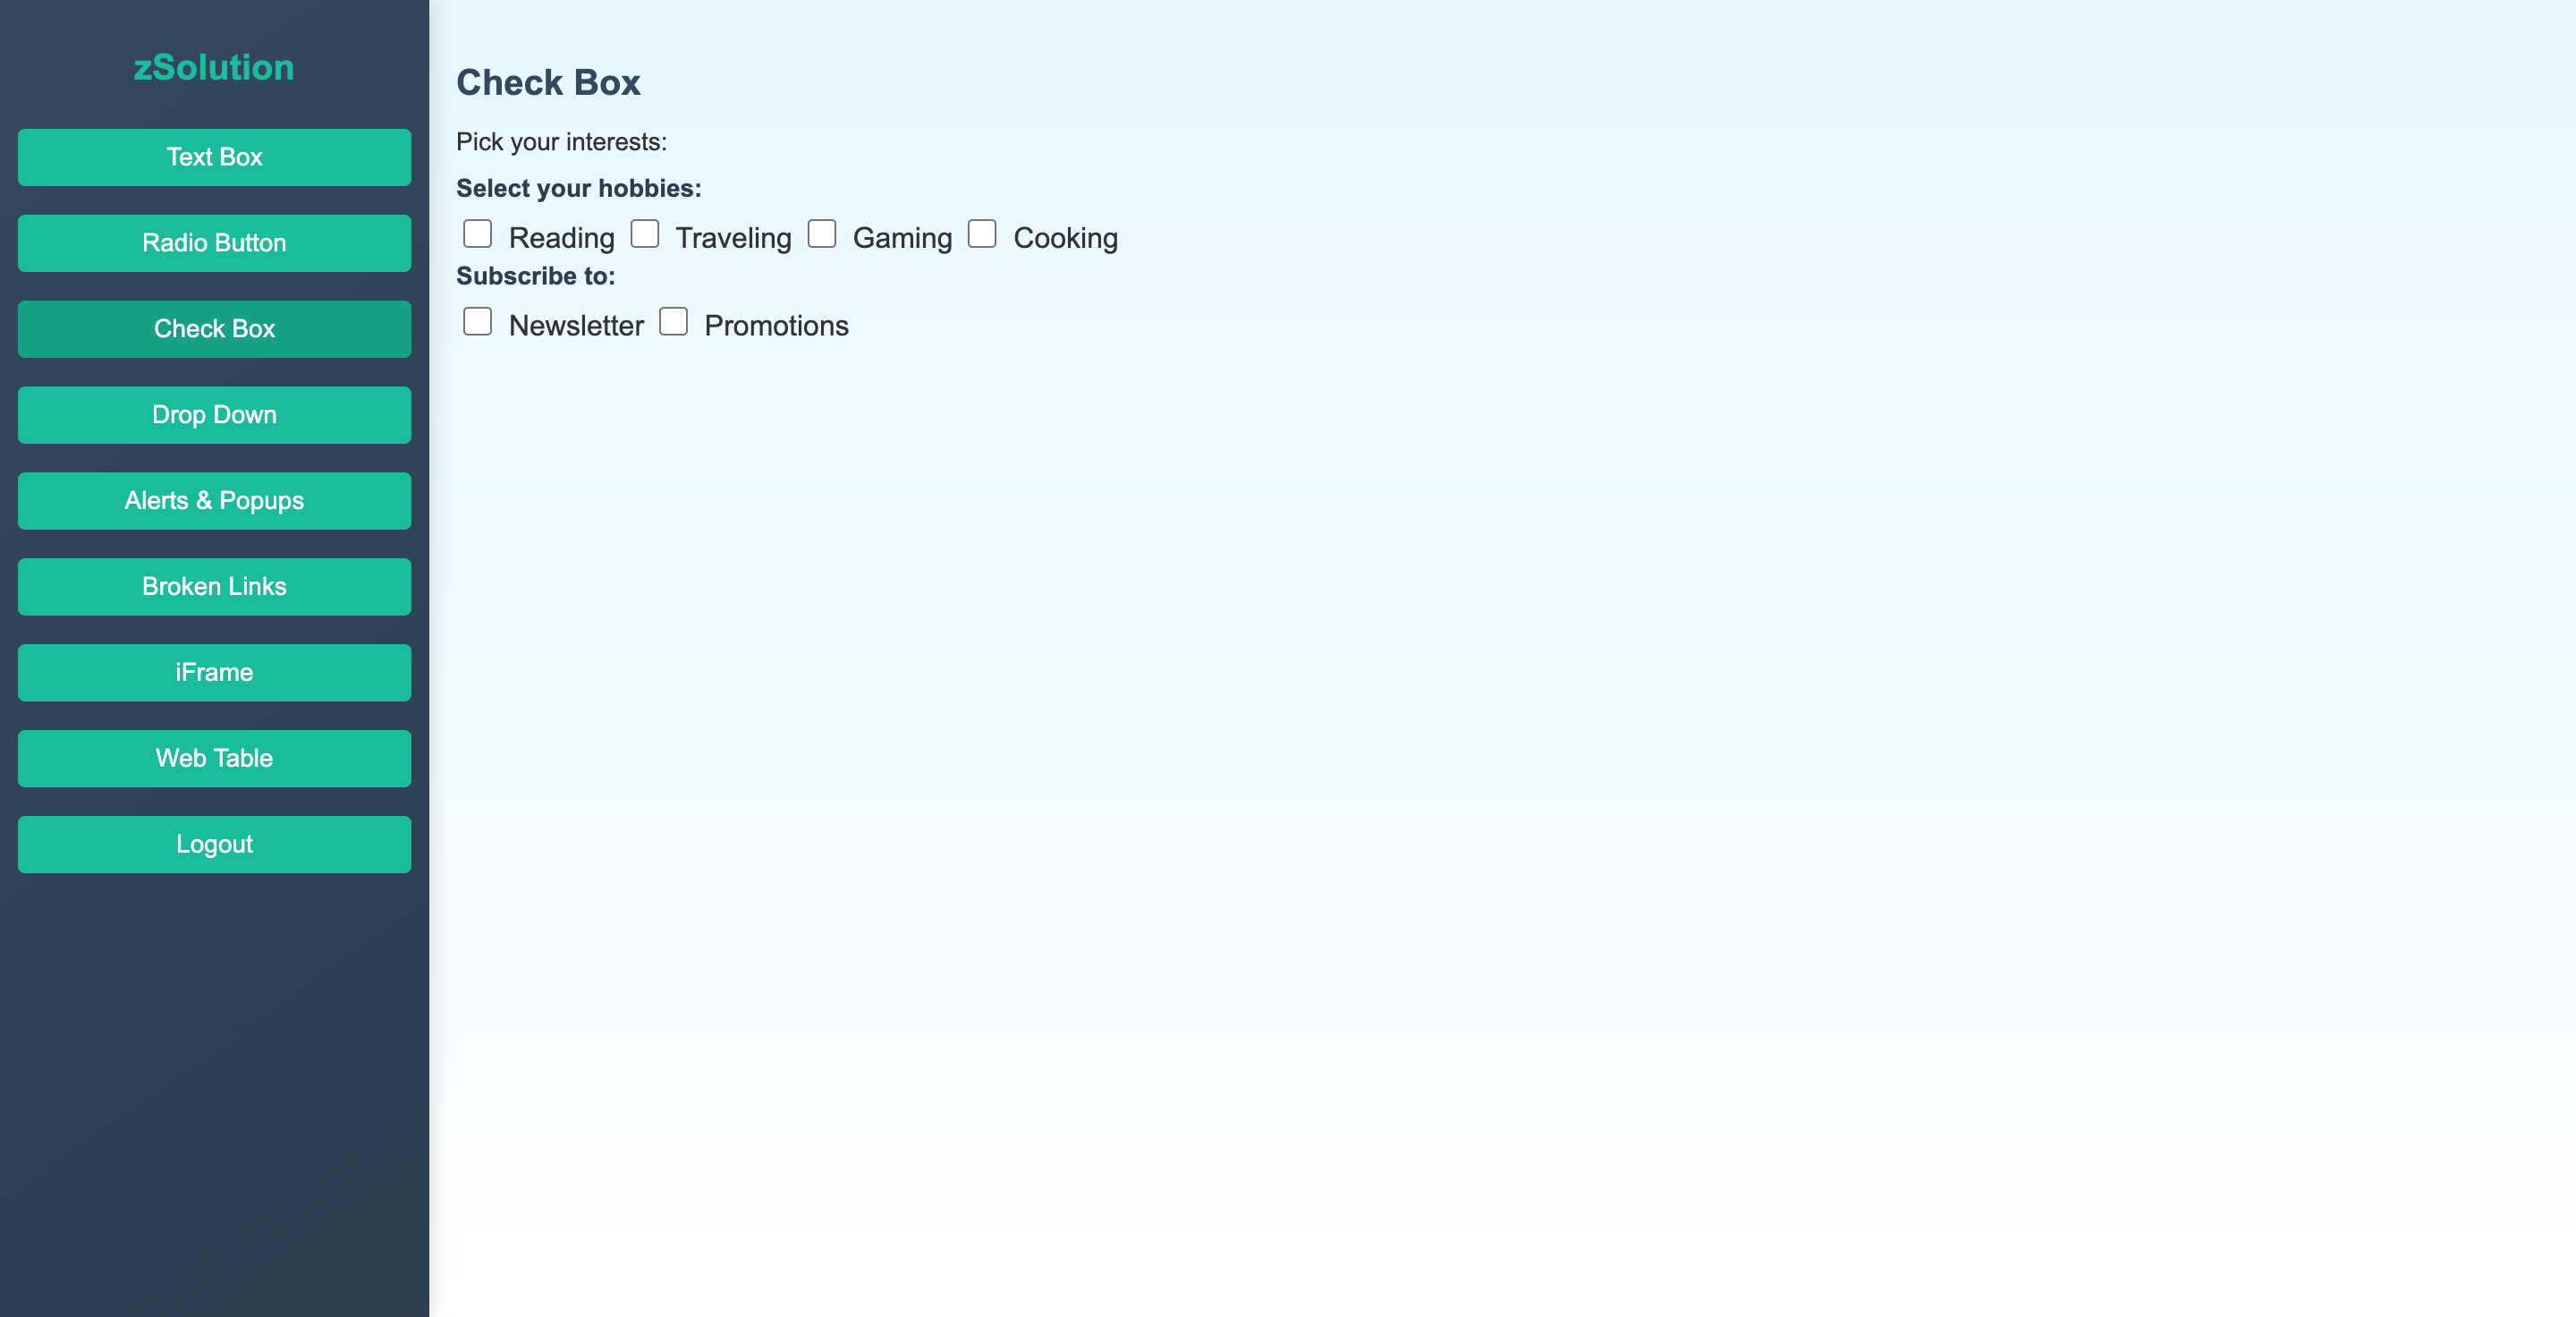 zSolution
Text Box
Radio Button
Check Box
Drop Down
Alerts & Popups
Broken Links
iFrame
Web Table
Logout
Check Box
Pick your interests:
Select your hobbies:
Reading Traveling Gaming Cooking
Subscribe to:
Newsletter Promotions